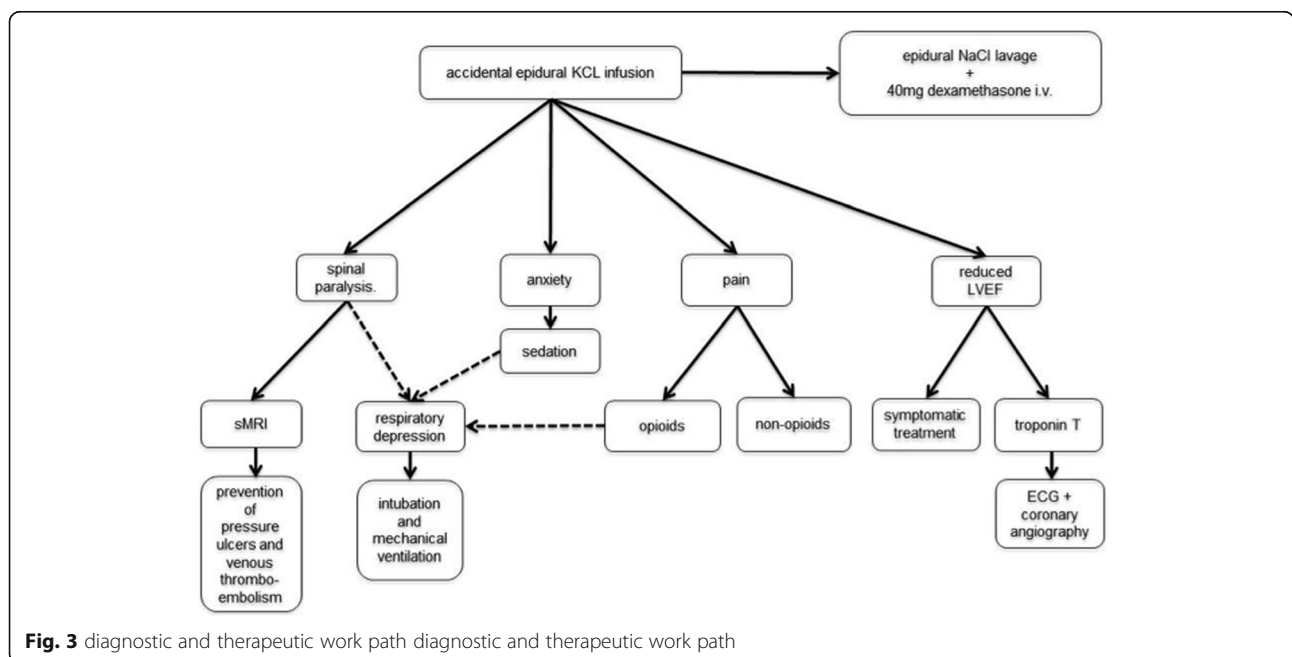 accidental epidural KCL infusion
epidural NaCl lavage
+
40mg dexamethasone i.v.
spinal
paralysis.
anxiety
pain
reduced
LVEF
sedation
sMRI
respiratory
depression
opioids
non-opioids
symptomatic
treatment
troponin T
prevention
of
pressure
ulcers and
venous
thrombo-
embolism
intubation
and
mechanical
ventilation
ECG +
coronary
angiography
Fig. 3 diagnostic and therapeutic work path diagnostic and therapeutic work path